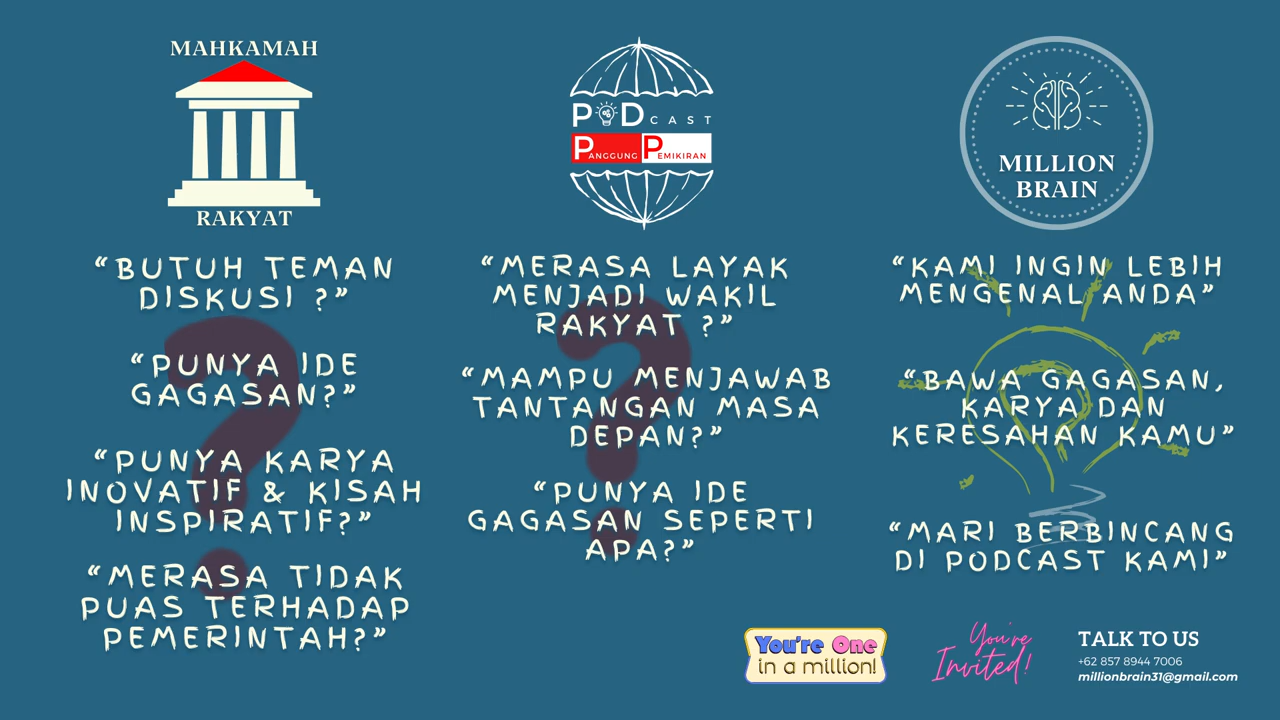 MAHKAMAH
RAKYAT
“BUTUH TEMAN
DISKUSI ?”
“PUNYA IDE
GAGASAN?”
“PUNYA KARYA
INOVATIF & KISAH
INSPIRATIF?”
“MERASA TIDAK
PUAS TERHADAP
PEMERINTAH?”
PODCAST
PANGGUNG PEMIKIRAN
“MERASA LAYAK
MENJADI WAKIL
RAKYAT ?”
“MAMPU MENJAWAB
TANTANGAN MASA
DEPAN?”
“PUNYA IDE
GAGASAN SEPERTI
APA?”
MILLION
BRAIN
“KAMI INGIN LEBIH
MENGENAL ANDA”
“BAWA GAGASAN,
KARYA DAN
KERESAHAN KAMU”
“MARI BERBINCANG
DI PODCAST KAMI”
You're One
in a million!
You're
Invited!
TALK TO US
+62 857 8944 7006
millionbrain31@gmail.com